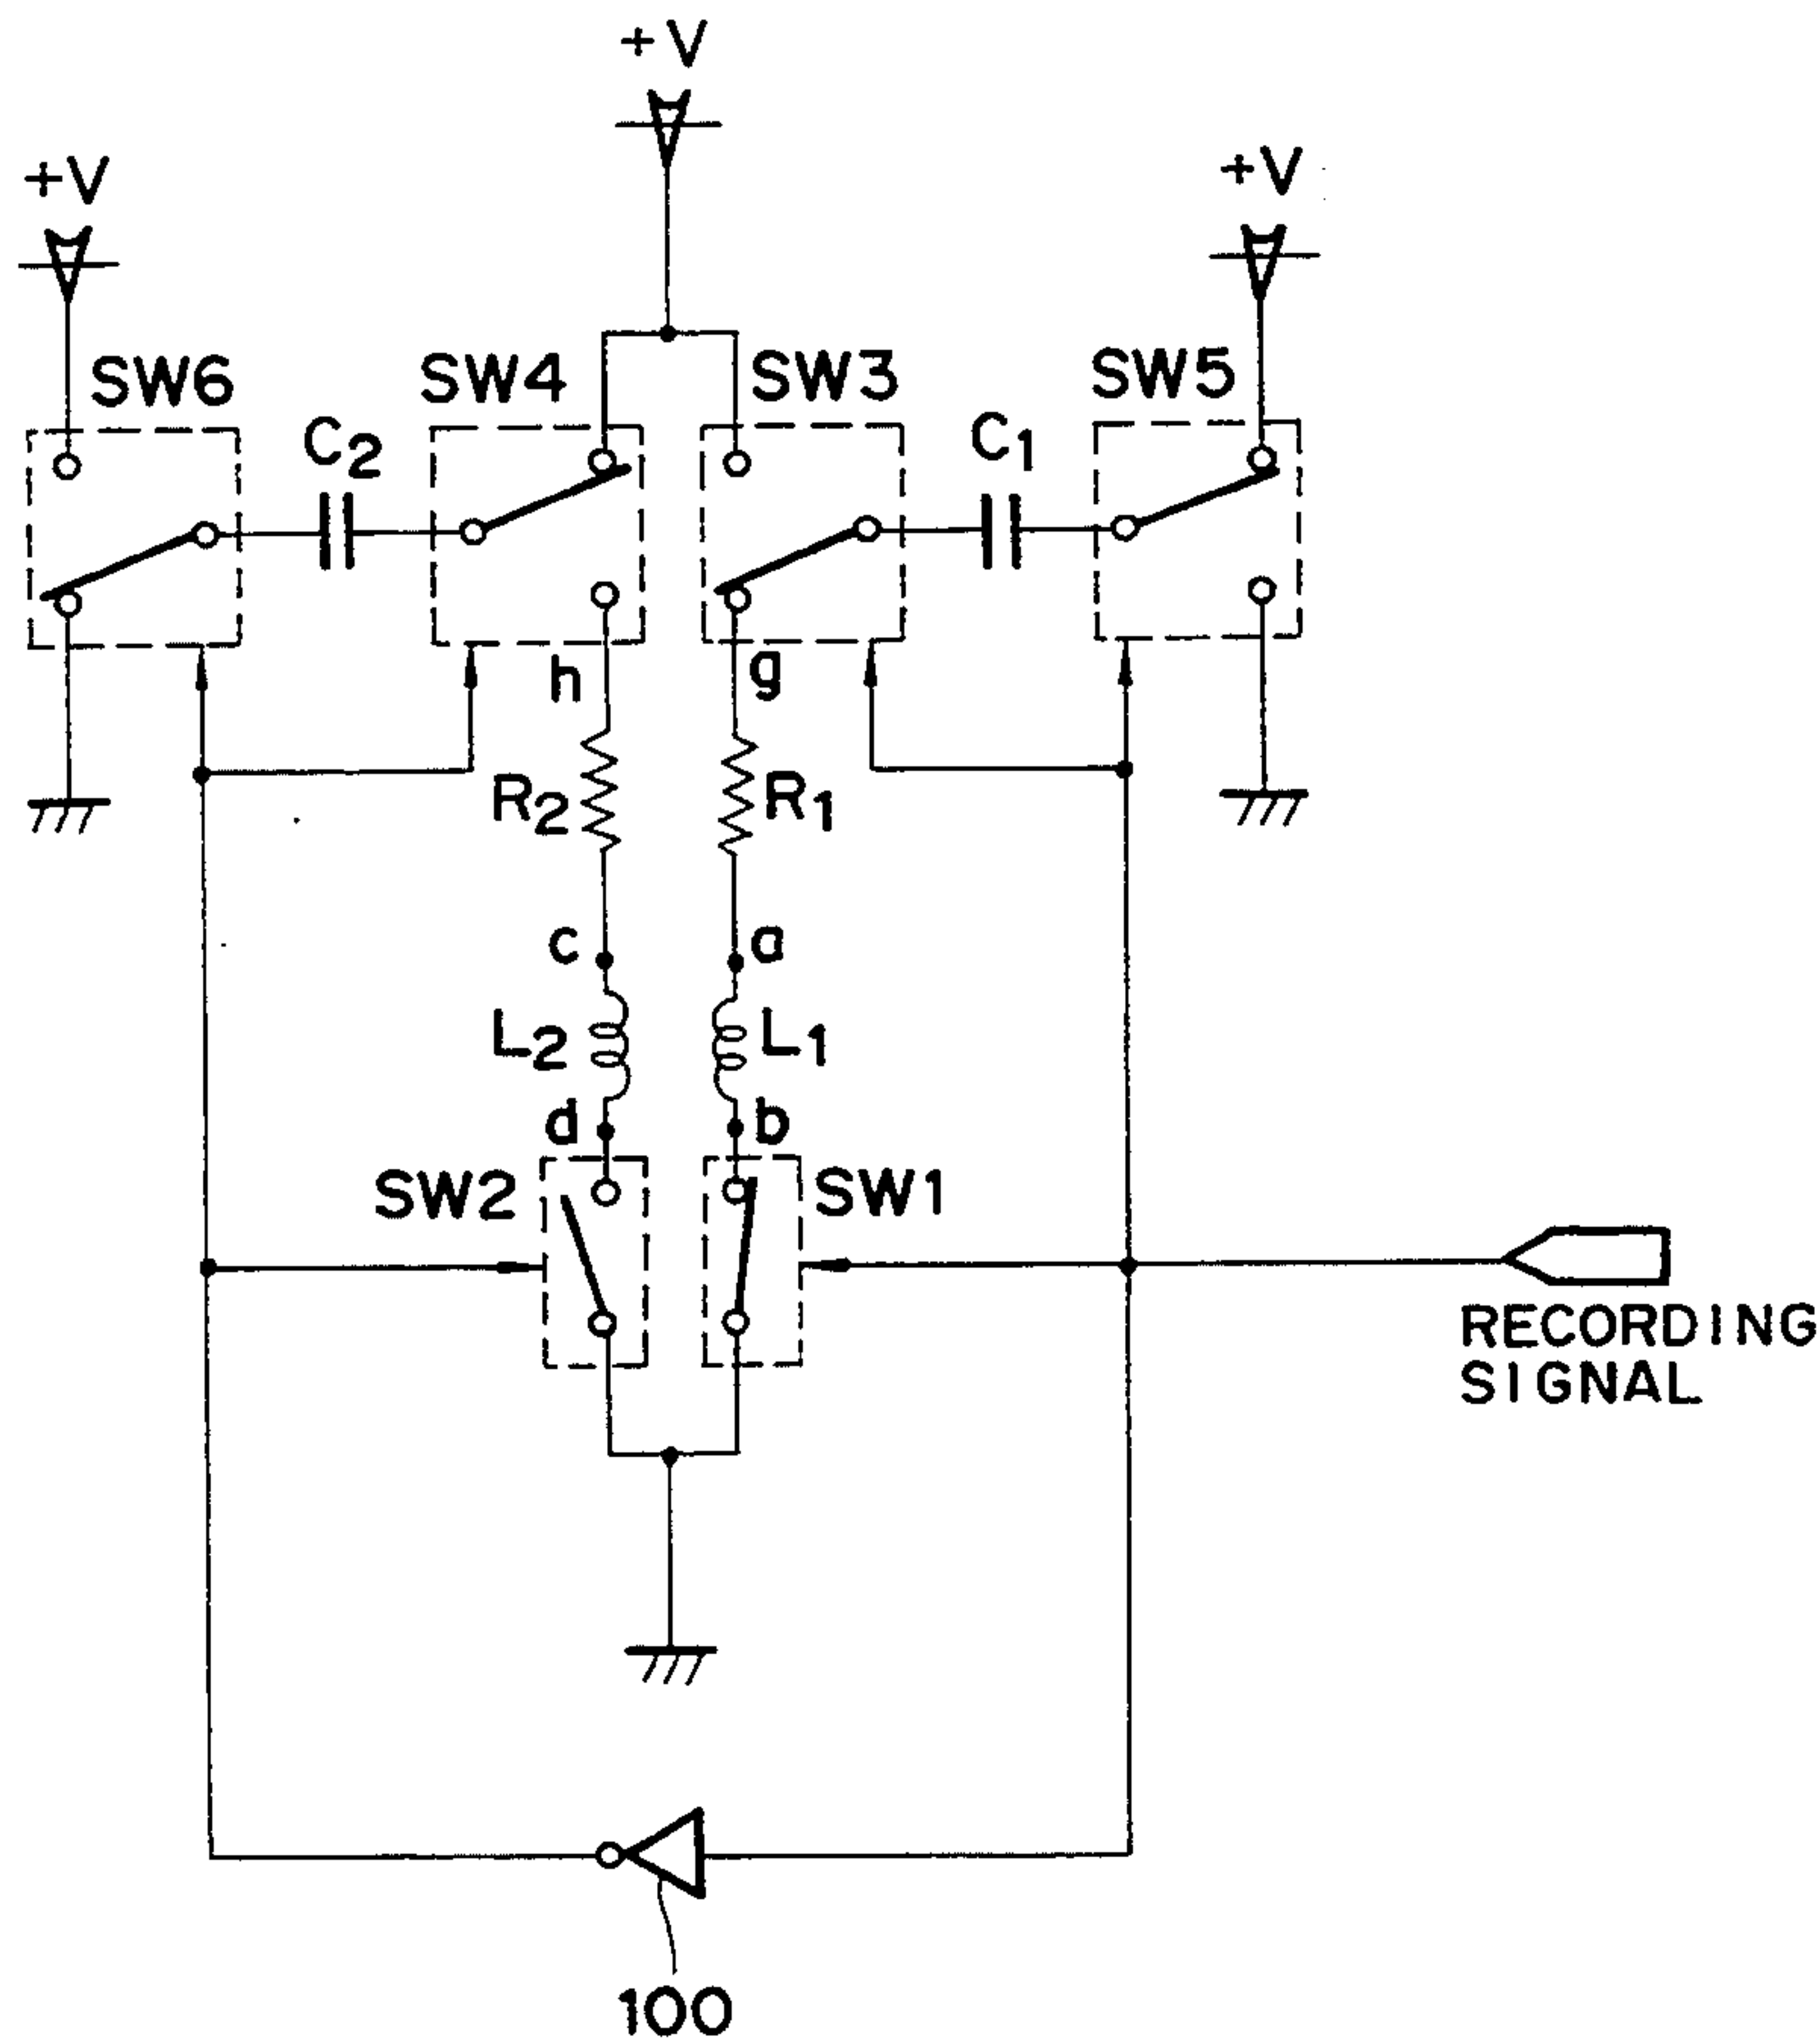 +V
+V
+V
SW6
SW4
SW3
SW5
C2
C1
h
g
R2
R1
c
a
L2
L1
d
b
SW2
SW1
RECORDING
SIGNAL
100